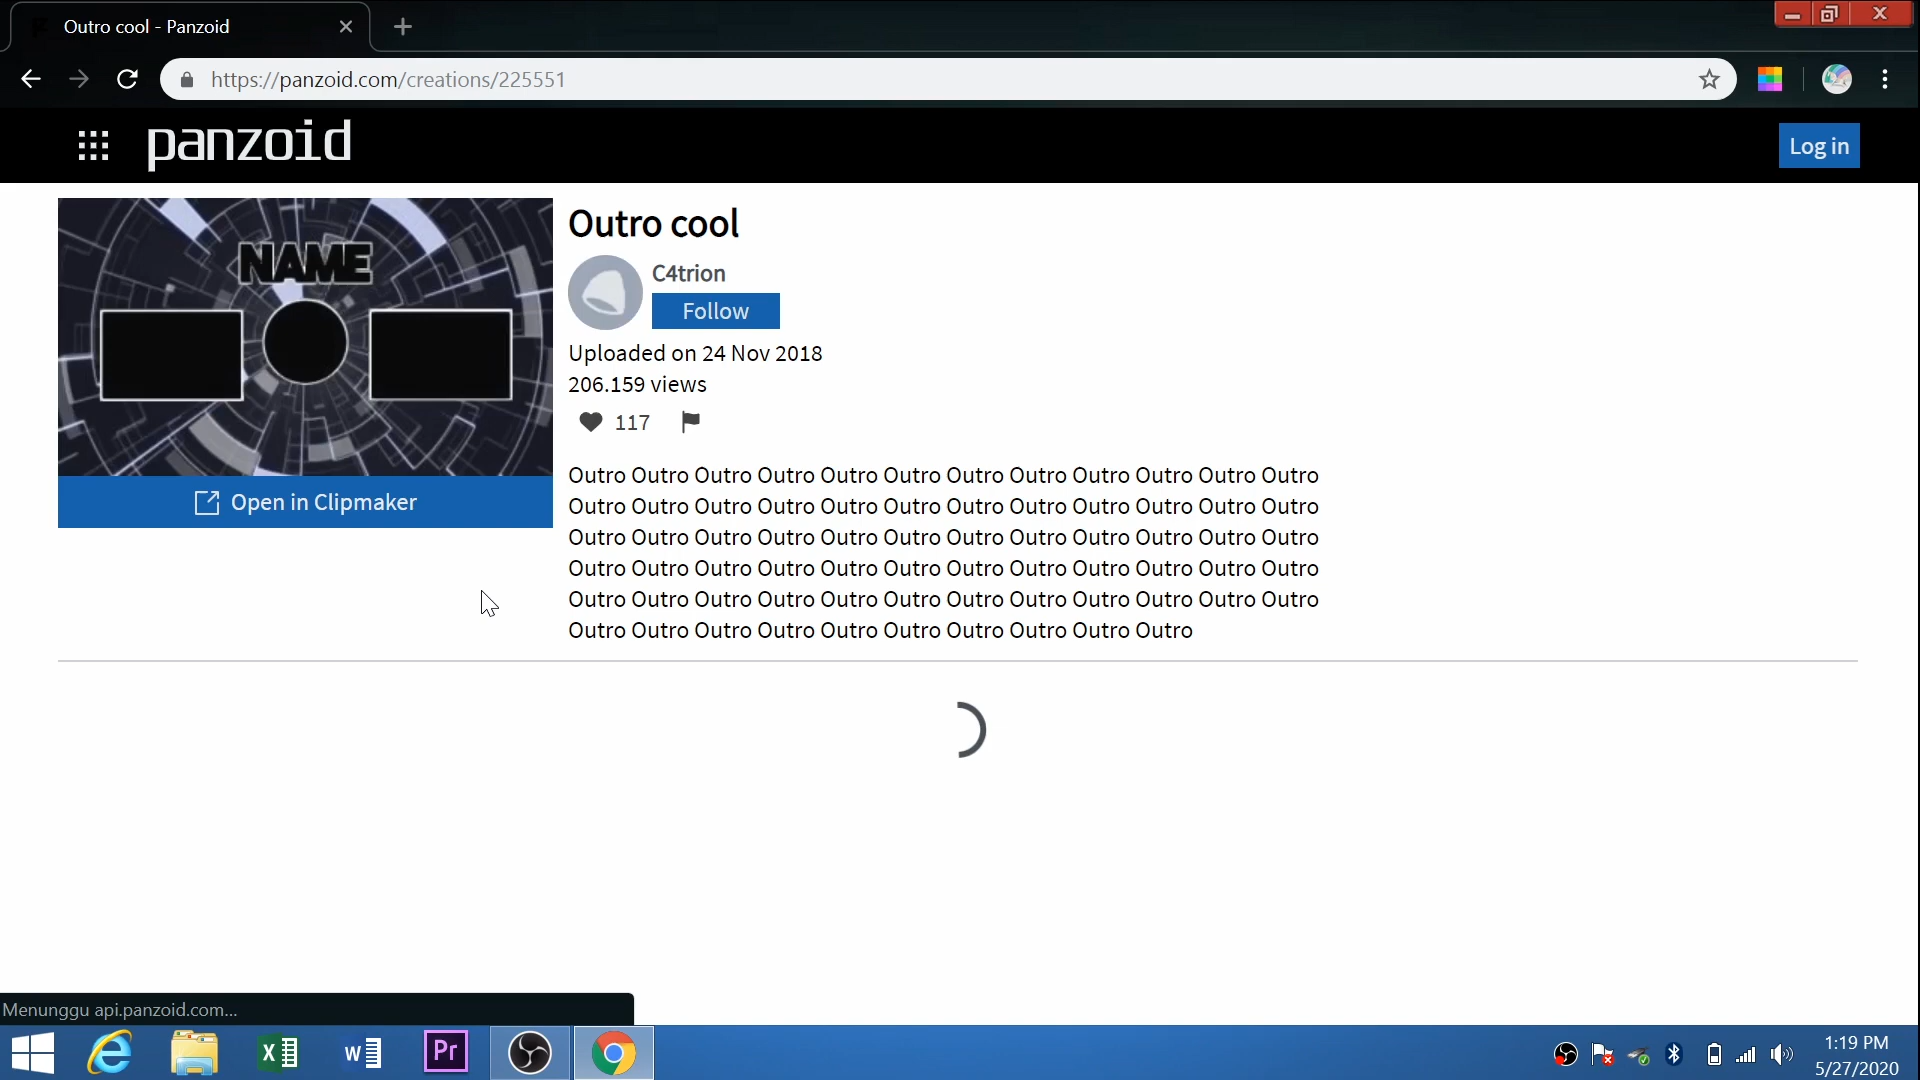 Outro cool - Panzoid
https://panzoid.com/creations/225551
panzoid
Log in
NAME
Outro cool
C4trion
Follow
Uploaded on 24 Nov 2018
206.159 views
117
Open in Clipmaker
Outro Outro Outro Outro Outro Outro Outro Outro Outro Outro Outro Outro
Outro Outro Outro Outro Outro Outro Outro Outro Outro Outro Outro Outro
Outro Outro Outro Outro Outro Outro Outro Outro Outro Outro Outro Outro
Outro Outro Outro Outro Outro Outro Outro Outro Outro Outro Outro Outro
Outro Outro Outro Outro Outro Outro Outro Outro Outro Outro Outro Outro
Outro Outro Outro Outro Outro Outro Outro Outro Outro Outro
Menunggu api.panzoid.com...
Pr
1:19 PM
5/27/2020